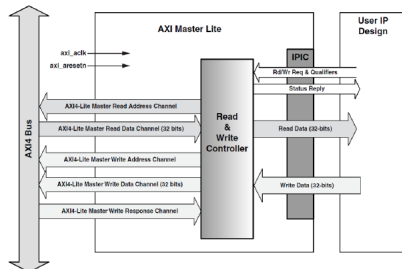 AXI Master Lite
User IP
Design
axi_aclk
axi_aresetn
IPIC
Rd/Wr Req & Qualifiers
Status Reply
AXI4-Lite Master Read Address Channel
AXI4-Lite Master Read Data Channel (32 bits)
Read Data (32-bits)
Read
&
Write
Controller
AXI4-Lite Master Write Address Channel
AXI4-Lite Master Write Data Channel (32 bits)
Write Data (32-bits)
AXI4-Lite Master Write Response Channel
AXI4 Bus